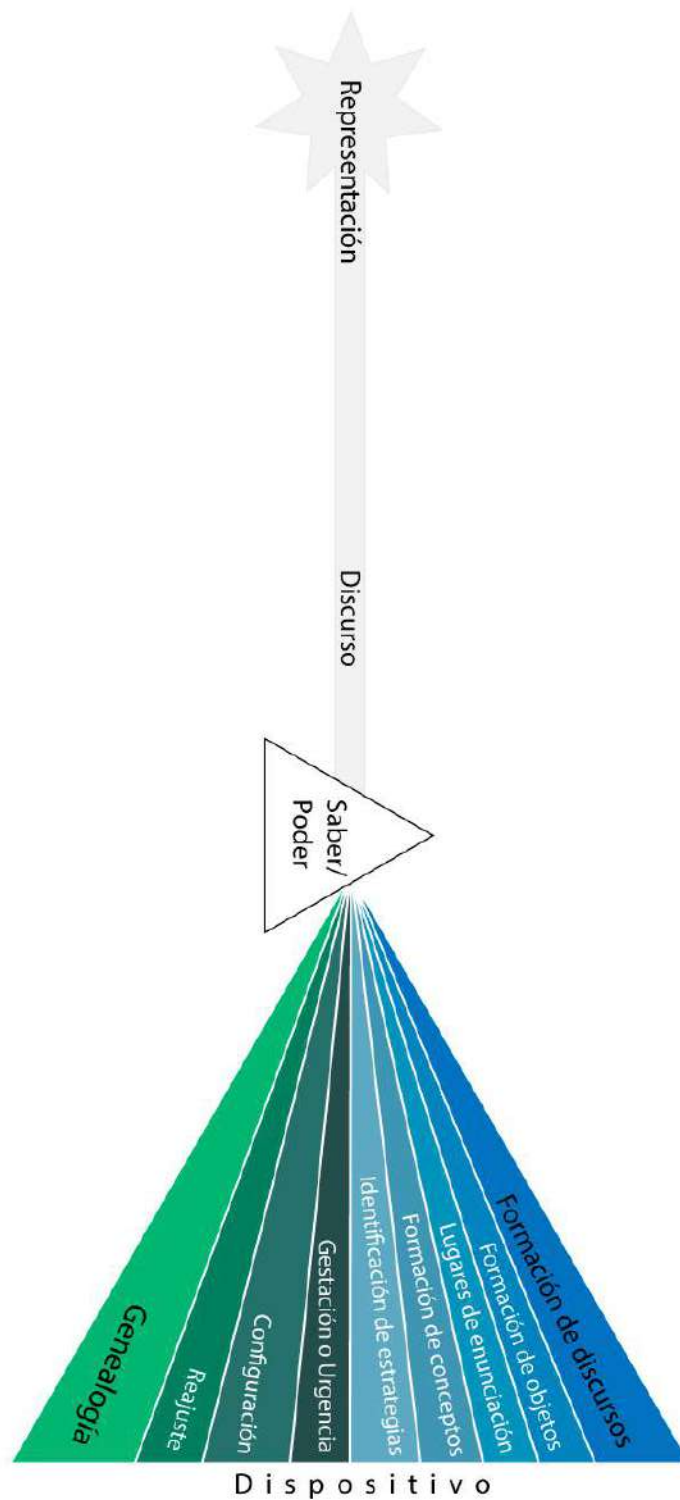 Representación
Discurso
Saber/
Poder
Genealogía
Reajuste
Configuración
Gestación o Urgencia
Identificación de estrategias
Formación de conceptos
Lugares de enunciación
Formación de objetos
Formación de discursos
Dispositivo